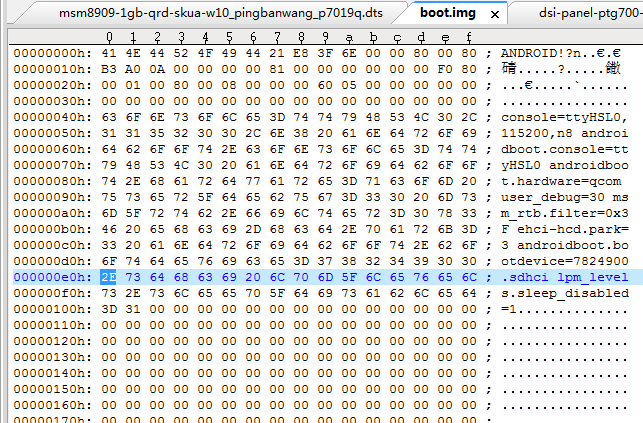 msm8909-1gb-qrd-skua-w10_pingbanwang_p7019q.dts boot.img dsi-panel-ptg700-
0 1 2 3 4 5 6 7 8 9 a b c d e f
00000000h: 41 4E 44 52 4F 49 44 21 E8 3F 6E 00 00 80 00 80 ; ANDROID!?n..€.€
00000010h: B3 A0 0A 00 00 00 00 81 00 00 00 00 00 00 F0 80 ; .....?.....
00000020h: 00 01 00 80 00 08 00 00 00 60 05 00 00 00 00 00 ; ...€.....`......
00000030h: 00 00 00 00 00 00 00 00 00 00 00 00 00 00 00 00 ; ................
00000040h: 63 6F 6E 73 6F 6C 65 3D 74 74 79 48 53 4C 30 2C ; console=ttyHSL0,
00000050h: 31 31 35 32 30 30 2C 6E 38 20 61 6E 64 72 6F 69 ; 115200,n8 androi
00000060h: 64 62 6F 6F 74 2E 63 6F 6E 73 6F 6C 65 3D 74 74 ; dboot.console=tt
00000070h: 79 48 53 4C 30 20 61 6E 64 72 6F 69 64 62 6F 6F ; yHSL0 androidboo
00000080h: 74 2E 68 61 72 64 77 61 72 65 3D 71 63 6F 6D 20 ; t.hardware=qcom
00000090h: 75 73 65 72 5F 64 65 62 75 67 3D 33 30 20 6D 73 ; user_debug=30 ms
000000a0h: 6D 5F 72 74 62 2E 66 69 6C 74 65 72 3D 30 78 33 ; m_rtb.filter=0x3
000000b0h: 46 20 65 68 63 69 2D 68 63 64 2E 70 61 72 6B 3D ; F ehci-hcd.park=
000000c0h: 33 20 61 6E 64 72 6F 69 64 62 6F 6F 74 2E 62 6F ; 3 androidboot.bo
000000d0h: 6F 74 64 65 76 69 63 65 3D 37 38 32 34 39 30 30 ; otdevice=7824900
000000e0h: 2E 73 64 68 63 69 20 6C 70 6D 5F 6C 65 76 65 6C ; .sdhci lpm_level
000000f0h: 73 2E 73 6C 65 65 70 5F 64 69 73 61 62 6C 65 64 ; s.sleep_disabled
00000100h: 3D 31 00 00 00 00 00 00 00 00 00 00 00 00 00 00 ; =1..............
00000110h: 00 00 00 00 00 00 00 00 00 00 00 00 00 00 00 00 ; ................
00000120h: 00 00 00 00 00 00 00 00 00 00 00 00 00 00 00 00 ; ................
00000130h: 00 00 00 00 00 00 00 00 00 00 00 00 00 00 00 00 ; ................
00000140h: 00 00 00 00 00 00 00 00 00 00 00 00 00 00 00 00 ; ................
00000150h: 00 00 00 00 00 00 00 00 00 00 00 00 00 00 00 00 ; ................
00000160h: 00 00 00 00 00 00 00 00 00 00 00 00 00 00 00 00 ; ................
00000170h: 00 00 00 00 00 00 00 00 00 00 00 00 00 00 00 00 ; ................